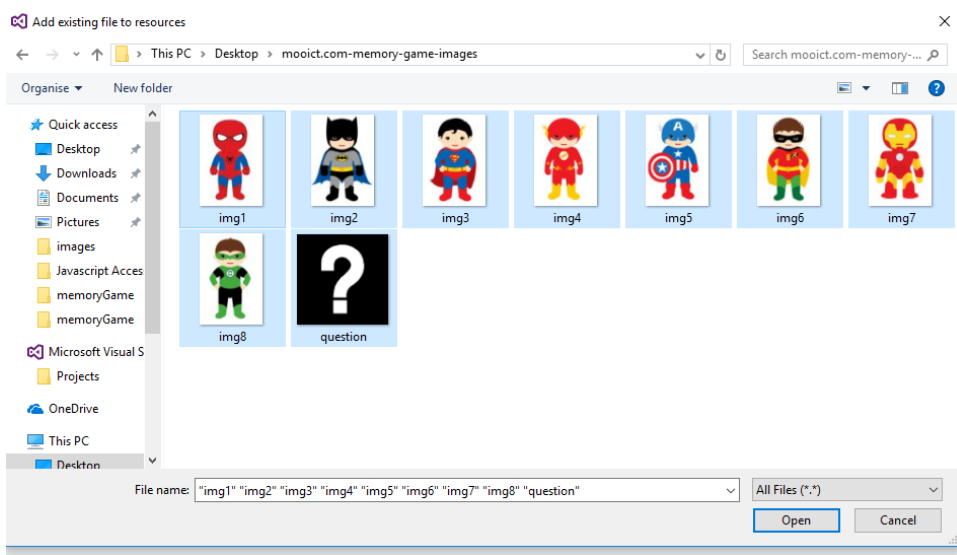 Add existing file to resources
This PC > Desktop > mooict.com-memory-game-images
Search mooict.com-memory-...
Organise New folder
Quick access
Desktop
Downloads
Documents
Pictures
images
Javascript Acces
memoryGame
memoryGame
Microsoft Visual S
Projects
OneDrive
This PC
Desktop
img1 img2 img3 img4 img5 img6 img7
A
img8 question
?
File name: "img1" "img2" "img3" "img4" "img5" "img6" "img7" "img8" "question"
All Files (*.*)
Open Cancel